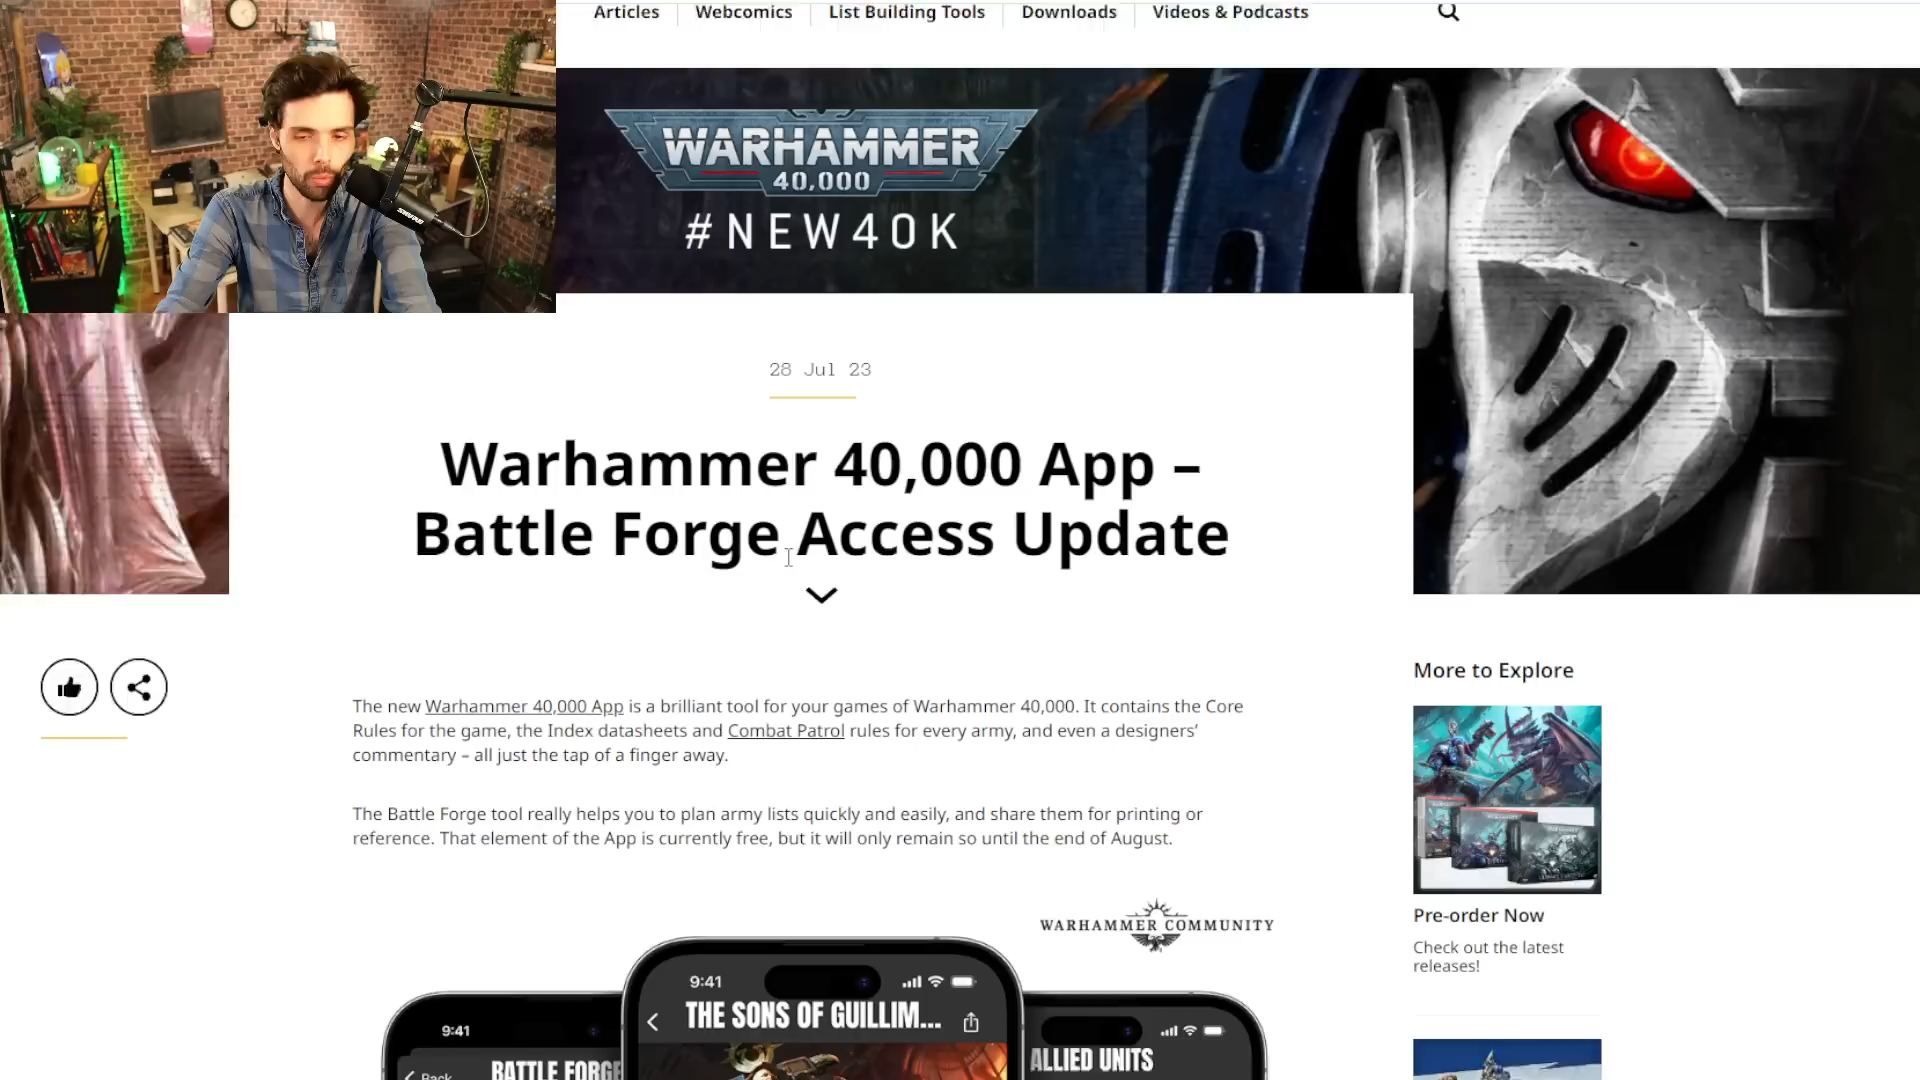 Articles
Webcomics
List Building Tools
Downloads
Videos & Podcasts
WARHAMMER
40,000
#NEW40K
28 Jul 23
Warhammer 40,000 App –
Battle Forge Access Update
The new Warhammer 40,000 App is a brilliant tool for your games of Warhammer 40,000. It contains the Core
Rules for the game, the Index datasheets and Combat Patrol rules for every army, and even a designers’
commentary – all just the tap of a finger away.
The Battle Forge tool really helps you to plan army lists quickly and easily, and share them for printing or
reference. That element of the App is currently free, but it will only remain so until the end of August.
More to Explore
Pre-order Now
Check out the latest
releases!
WARHAMMER COMMUNITY
9:41
THE SONS OF GUILLIM...
9:41
Back
BATTLE FORGE
ALLIED UNITS